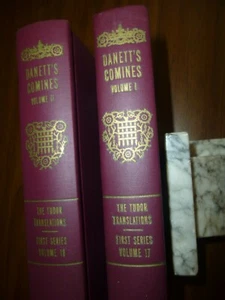 DANETT'S
COMINES
VOLUME II
THE TUDOR
TRANSLATIONS
FIRST SERIES
VOLUME 18
DANETT'S
COMINES
VOLUME I
THE TUDOR
TRANSLATIONS
FIRST SERIES
VOLUME 17